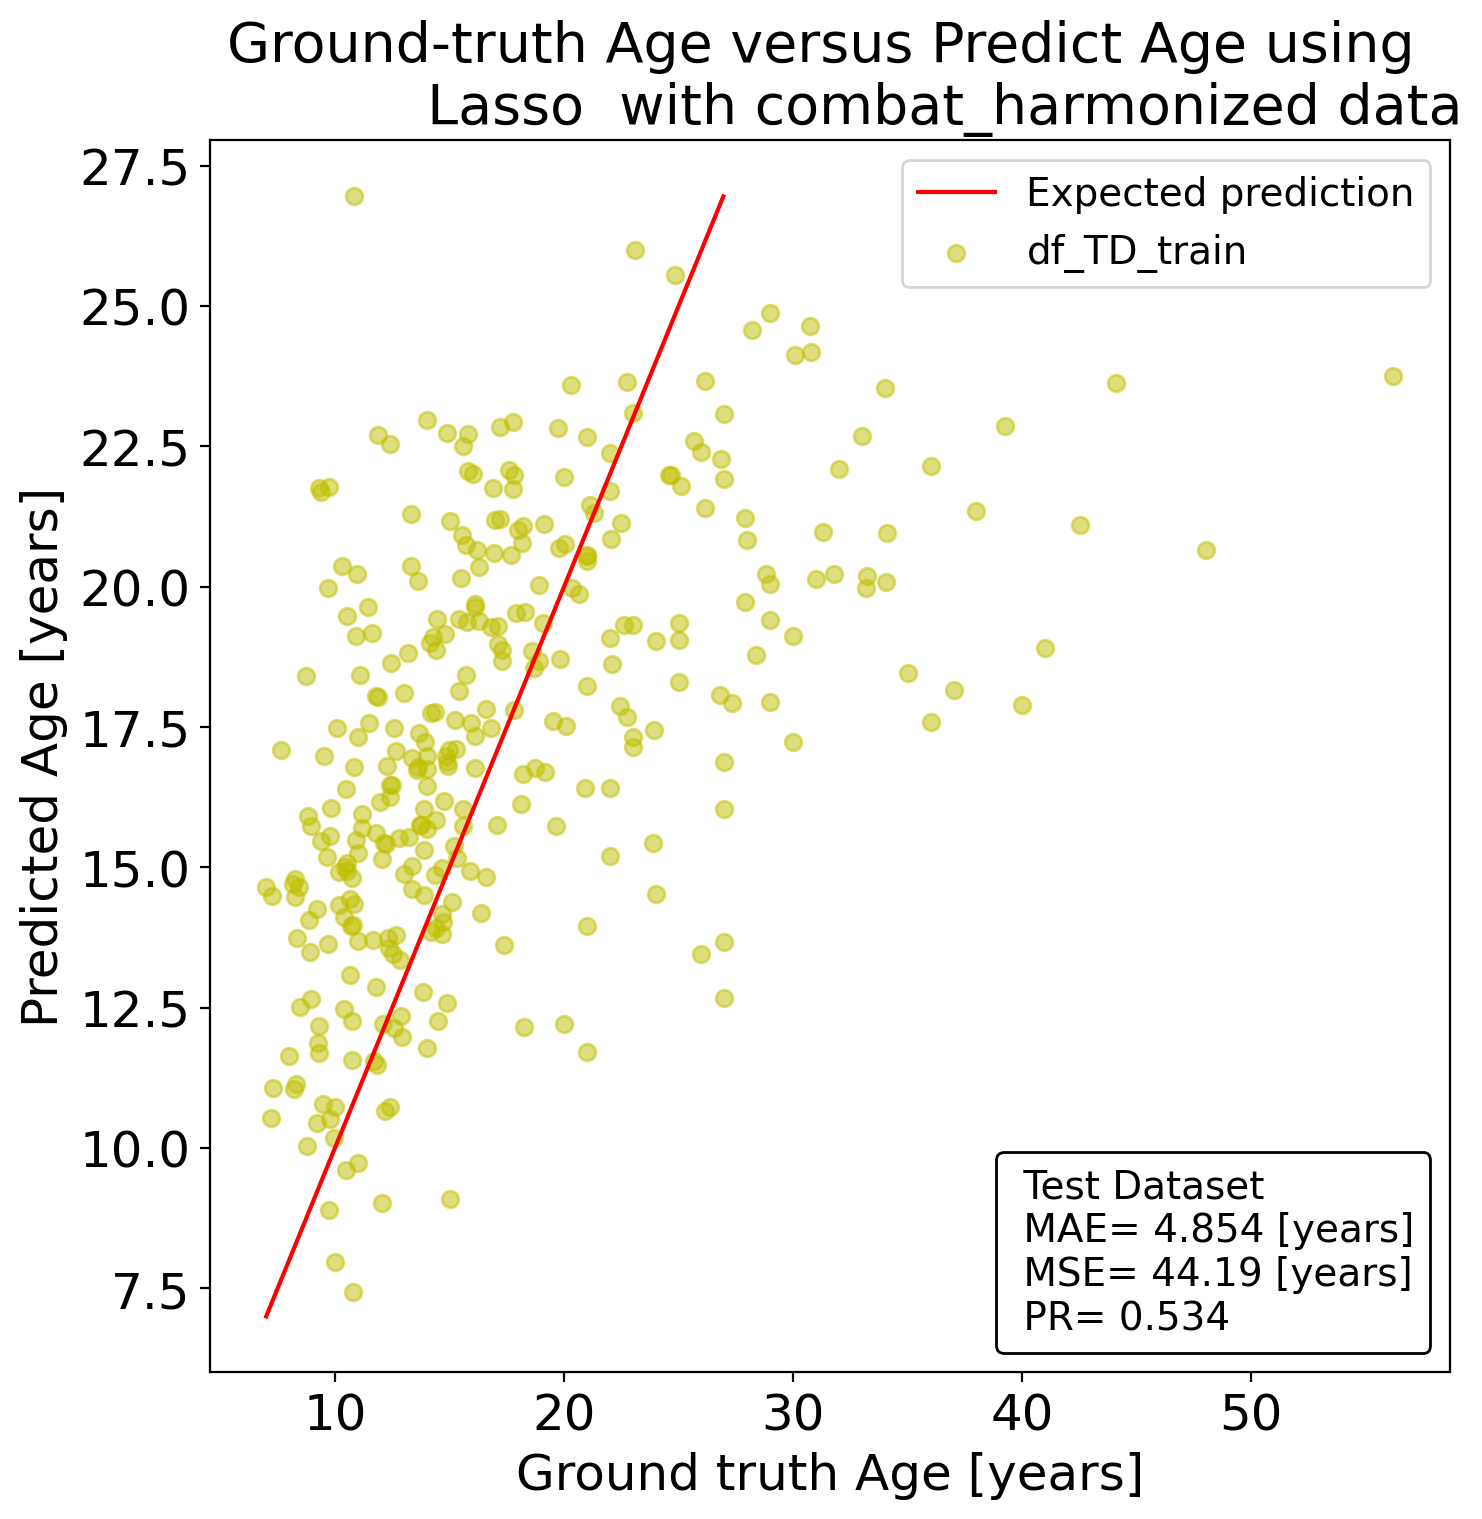 Ground-truth Age versus Predict Age using
Lasso  with combat_harmonized data
27.5
25.0
22.5
20.0
17.5
15.0
12.5
10.0
7.5
Predicted Age [years]
Expected prediction
df_TD_train
Test Dataset
MAE= 4.854 [years]
MSE= 44.19 [years]
PR= 0.534
10 20 30 40 50
Ground truth Age [years]